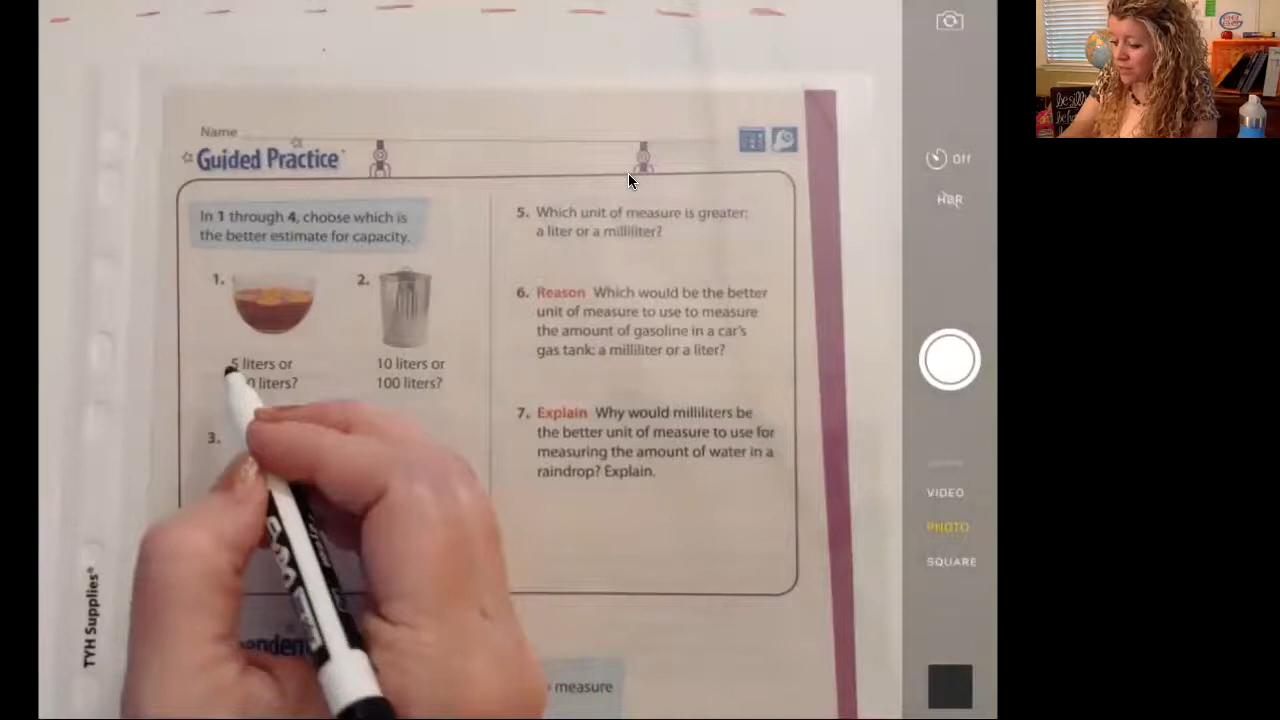 Name
Guided Practice
In 1 through 4, choose which is
the better estimate for capacity.
1.
5 liters or
0 liters?
2.
10 liters or
100 liters?
3.
5. Which unit of measure is greater:
a liter or a milliliter?
6. Reason Which would be the better
unit of measure to use to measure
the amount of gasoline in a car's
gas tank: a milliliter or a liter?
7. Explain Why would milliliters be
the better unit of measure to use for
measuring the amount of water in a
raindrop? Explain.
measure
TYH Supplies®
Off
HDR
VIDEO
PHOTO
SQUARE